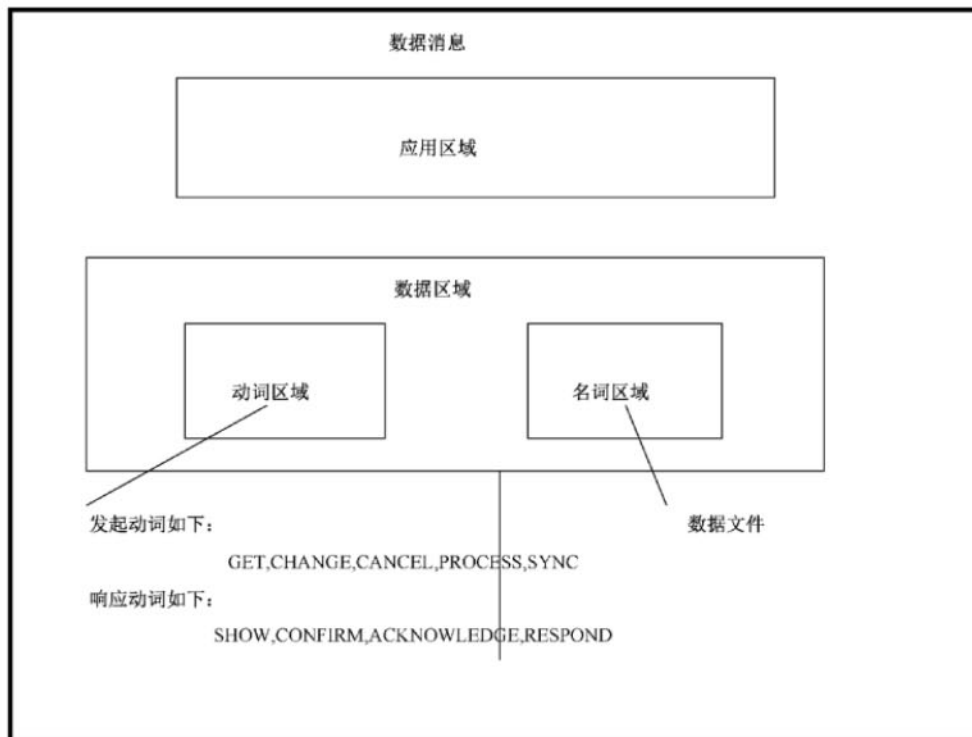 数据消息
应用区域
数据区域
动词区域 名词区域
发起动词如下： 数据文件
GET,CHANGE,CANCEL,PROCESS,SYNC
响应动词如下：
SHOW,CONFIRM,ACKNOWLEDGE,RESPOND